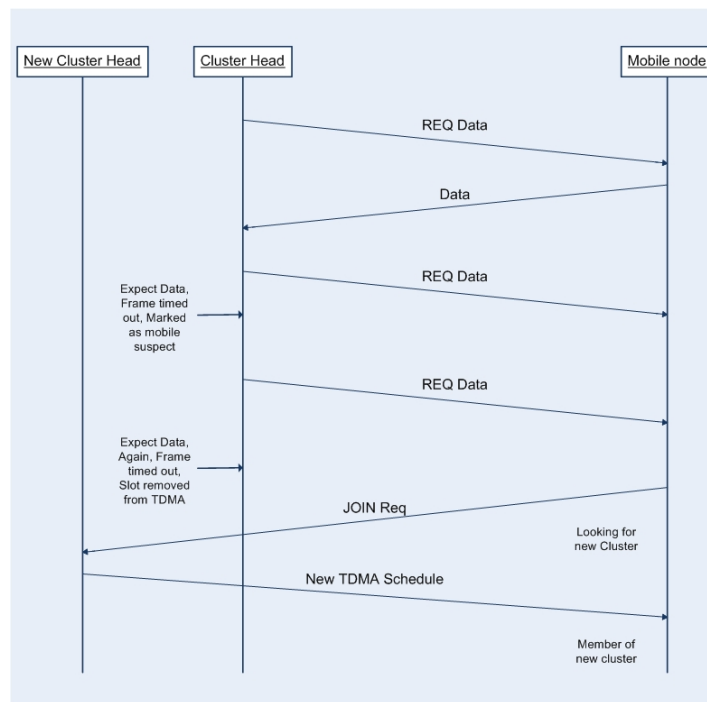 New Cluster Head
Cluster Head
Mobile node
REQ Data
Data
REQ Data
Expect Data,
Frame timed
out, Marked
as mobile
suspect
REQ Data
Expect Data,
Again, Frame
timed out,
Slot removed
from TDMA
JOIN Req
Looking for
new Cluster
New TDMA Schedule
Member of
new cluster